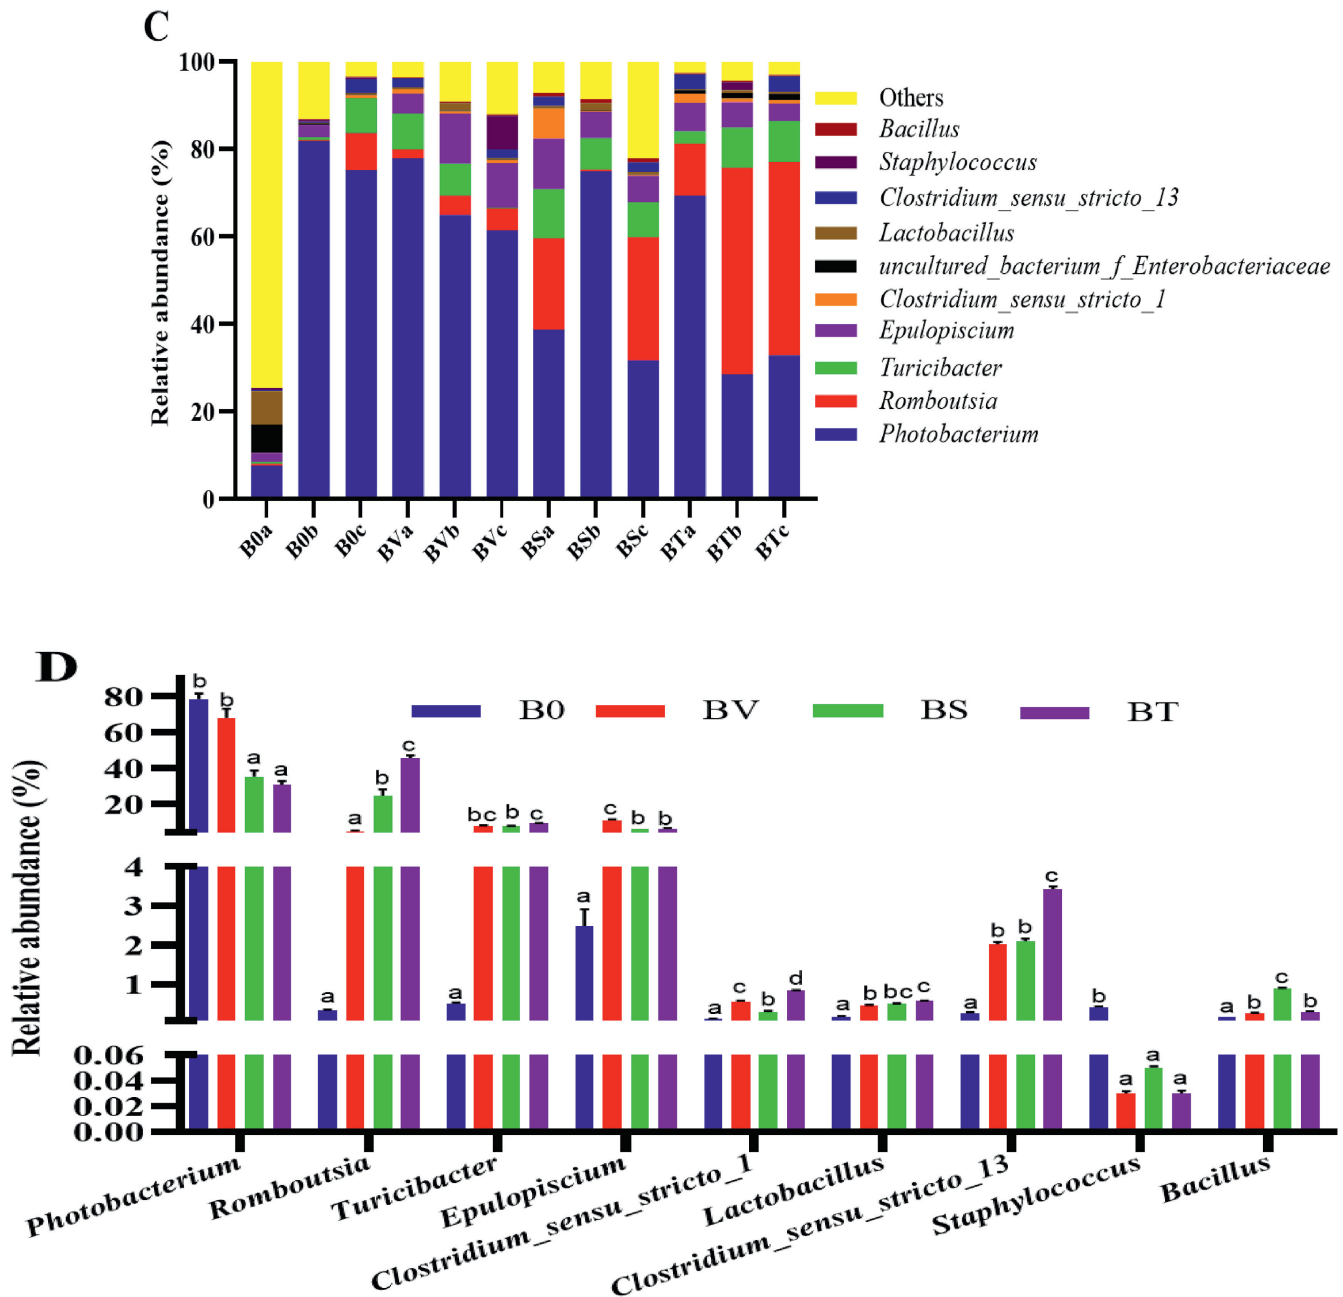 C
Relative abundance (%)
100
80
60
40
20
0
B0a B0b B0c BVa BVb BVc BSa BSb BSc BTa BTb BTc
Others
Bacillus
Staphylococcus
Clostridium_sensu_stricto_13
Lactobacillus
uncultured_bacterium_f_Enterobacteriaceae
Clostridium_sensu_stricto_1
Epulopiscium
Turicibacter
Romboutsia
Photobacterium
D
Relative abundance (%)
B0 BV BS BT
80
60
40
20
4
3
2
1
0.06
0.04
0.02
0.00
b b a a
a a b c
a bc b c
a c b b
a c b d
a b bc c
a b b c
b a a a
a b c b
Photobacterium
Romboutsia
Turicibacter
Epulopiscium
Clostridium_sensu_stricto_1
Lactobacillus
Clostridium_sensu_stricto_13
Staphylococcus
Bacillus